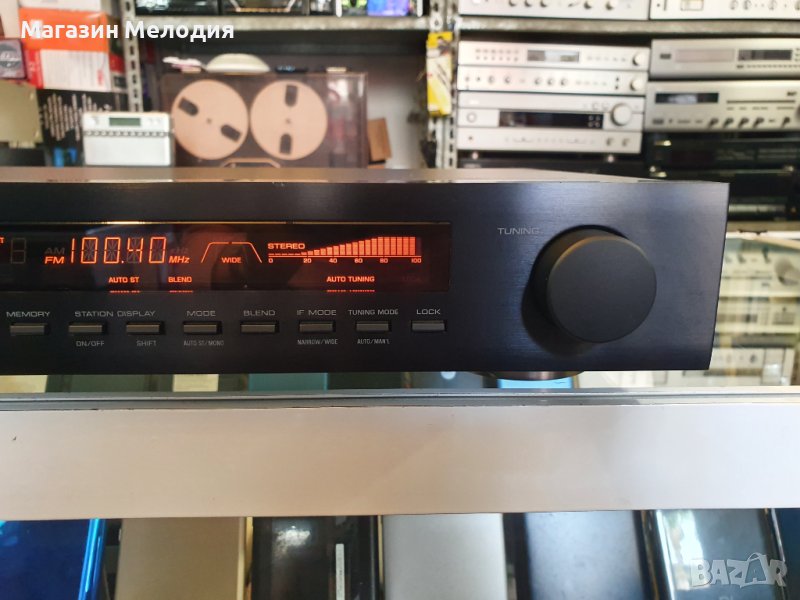 Магазин Мелодия
TUNING
AM
FM 100.40 MHz
WIDE
STEREO
0 20 40 60 80 100
AUTO ST BLEND AUTO TUNING
MEMORY STATION DISPLAY MODE BLEND IF MODE TUNING MODE LOCK
ON/OFF SHIFT AUTO ST/MONO NARROW/WIDE AUTO/MAN'L
BAZAR